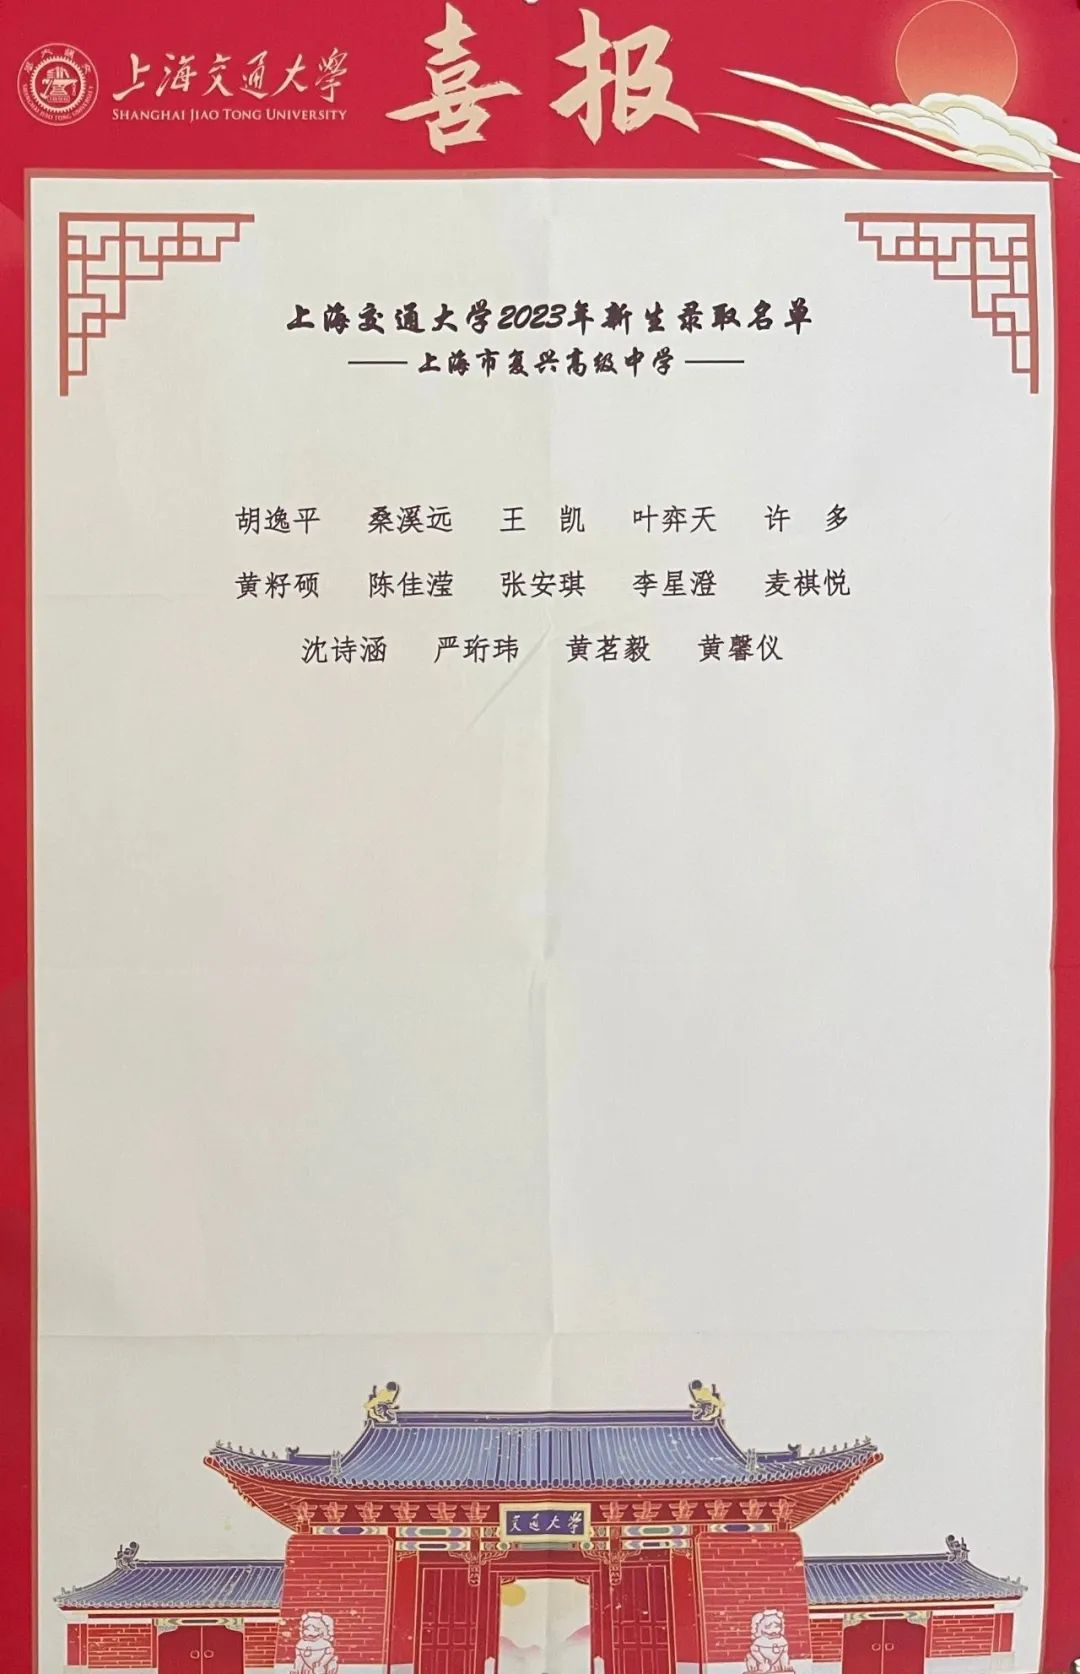 上海交通大学
SHANGHAI JIAO TONG UNIVERSITY
喜报
上海交通大学2023年新生录取名单
——上海市复兴高级中学——
胡逸平 桑溪远 王 凯 叶弈天 许 多
黄籽硕 陈佳滢 张安琪 李星澄 麦祺悦
沈诗涵 严珩玮 黄茗毅 黄馨仪
交通大学